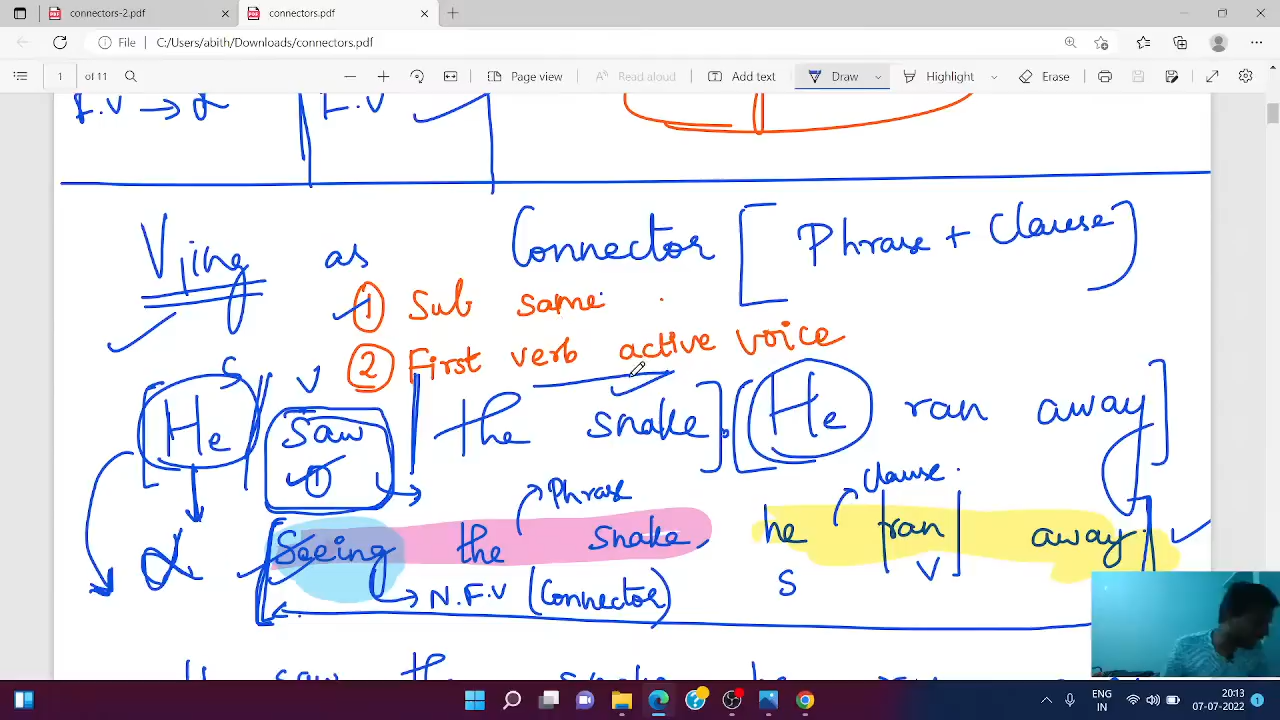 connectors-2.pdf
connectors.pdf
File C:/Users/abith/Downloads/connectors.pdf
1 of 11 Page view Read aloud Add text Draw Highlight Erase
F.V → α F.V
V1ing as Connector [Phrase + Clause]
① Sub same
② First verb active voice
S V
[He saw the snake]. [He ran away]
①
Phrase clause.
α Seeing the snake, he ran away.
N.F.V (Connector) S V
ENG
IN
20:13
07-07-2022
1